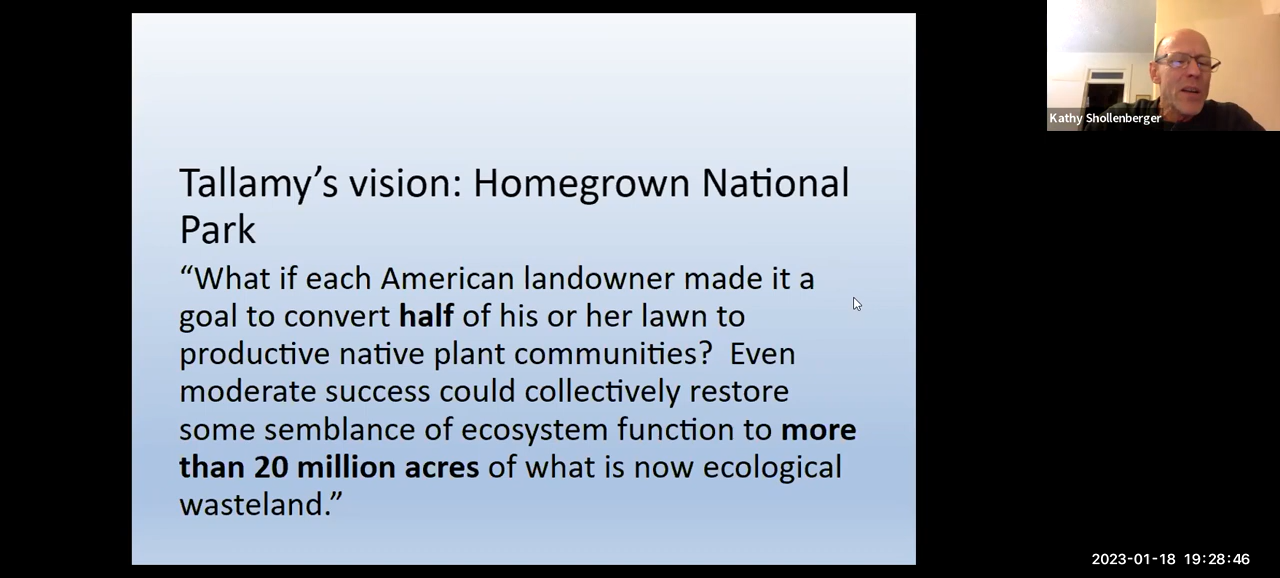 Tallamy’s vision: Homegrown National
Park
“What if each American landowner made it a
goal to convert half of his or her lawn to
productive native plant communities?  Even
moderate success could collectively restore
some semblance of ecosystem function to more
than 20 million acres of what is now ecological
wasteland.”
Kathy Shollenberger
2023-01-18 19:28:46